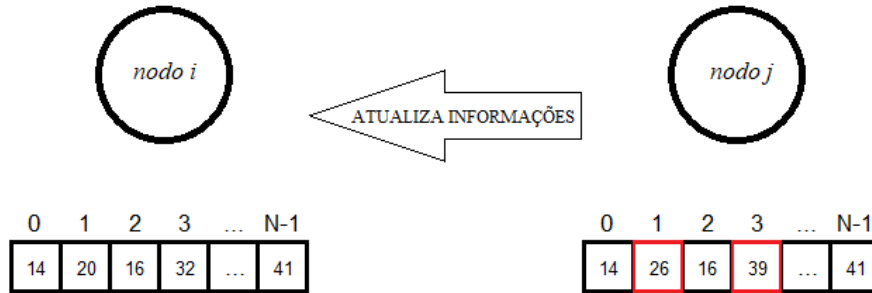 nodo i
nodo j
ATUALIZA INFORMAÇÕES
0 1 2 3 ... N-1
14 20 16 32 ... 41
0 1 2 3 ... N-1
14 26 16 39 ... 41